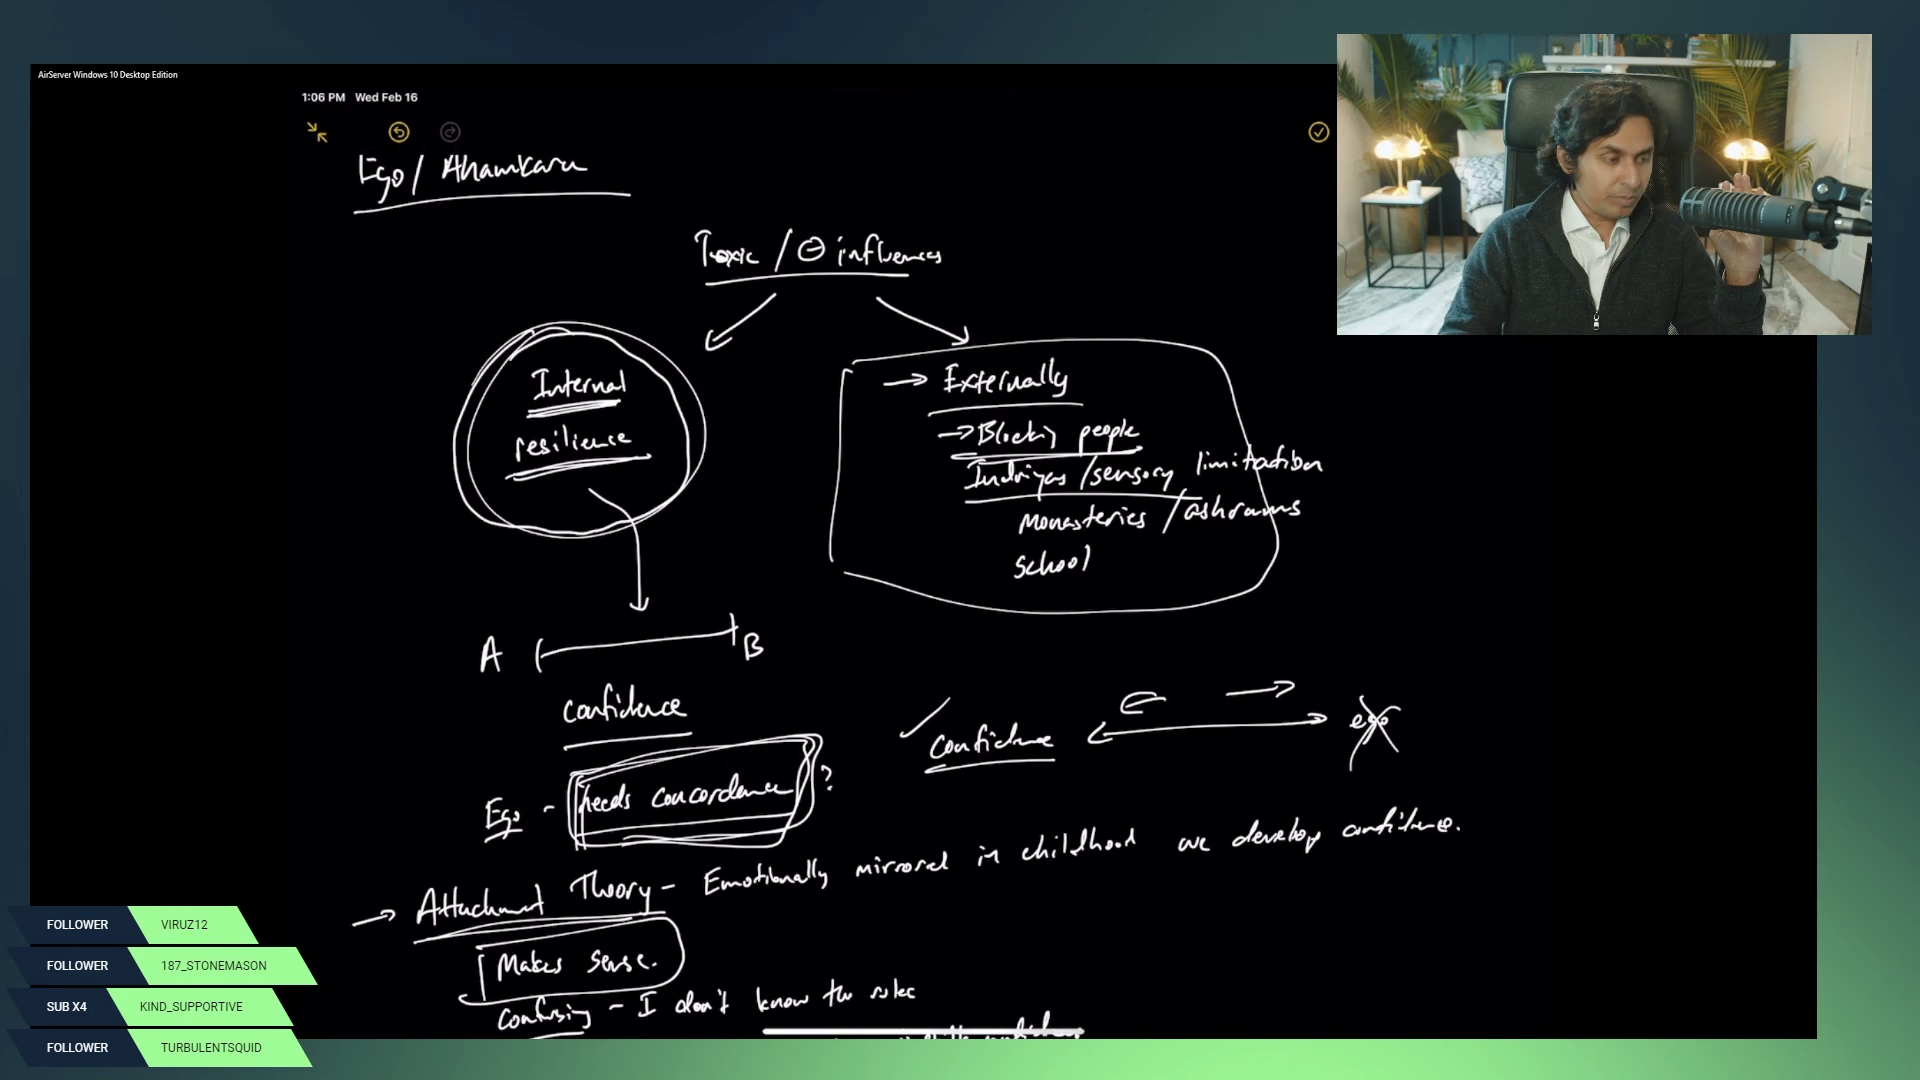 AirServer Windows 10 Desktop Edition
1:06 PM Wed Feb 16
Ego / Ahamkara
Toxic / ⊖ influences
Internal
resilience
→ Externally
→ Blocking people
Indriyas / sensory limitation
Monasteries / ashrams
School
A B
confidence
✓ Confidence ego
Ego - needs concordance ?
→ Attachment Theory - Emotionally mirrored in childhood we develop confidence.
Makes sense.
Confusing - I don't know the rules
FOLLOWER VIRUZ12
FOLLOWER 187_STONEMASON
SUB X4 KIND_SUPPORTIVE
FOLLOWER TURBULENTSQUID